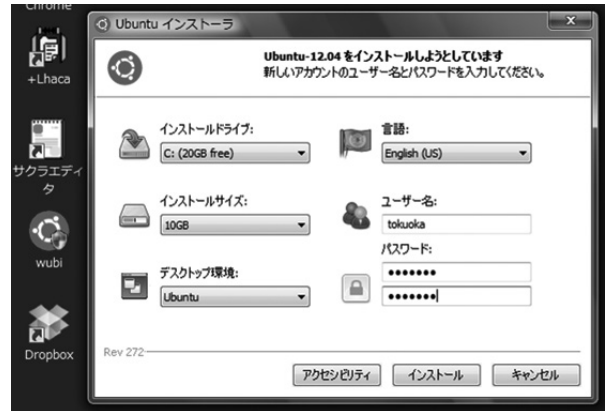 Chrome
+Lhaca
サクラエディ
タ
wubi
Dropbox
Ubuntu インストーラ
Ubuntu-12.04 をインストールしようとしています
新しいアカウントのユーザー名とパスワードを入力してください。
インストールドライブ:
C: (20GB free)
言語:
English (US)
インストールサイズ:
10GB
ユーザー名:
tokuoka
パスワード:
●●●●●●●
●●●●●●●
デスクトップ環境:
Ubuntu
Rev 272
アクセシビリティ
インストール
キャンセル